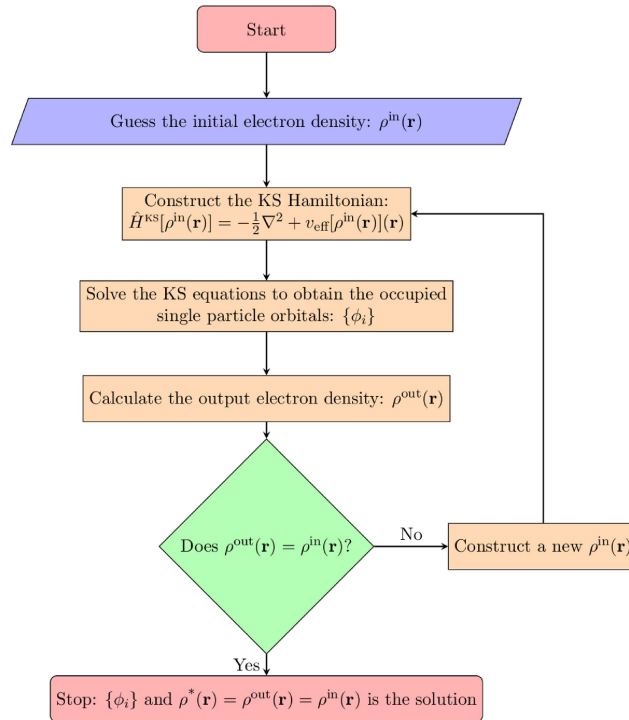 Start
Guess the initial electron density: ρ^in(𝐫)
Construct the KS Hamiltonian:
Ĥ^KS[ρ^in(𝐫)] = −½∇² + v_eff[ρ^in(𝐫)](𝐫)
Solve the KS equations to obtain the occupied
single particle orbitals: {ϕ_i}
Calculate the output electron density: ρ^out(𝐫)
Does ρ^out(𝐫) = ρ^in(𝐫)?
No
Construct a new ρ^in(𝐫)
Yes
Stop: {ϕ_i} and ρ^*(𝐫) = ρ^out(𝐫) = ρ^in(𝐫) is the solution